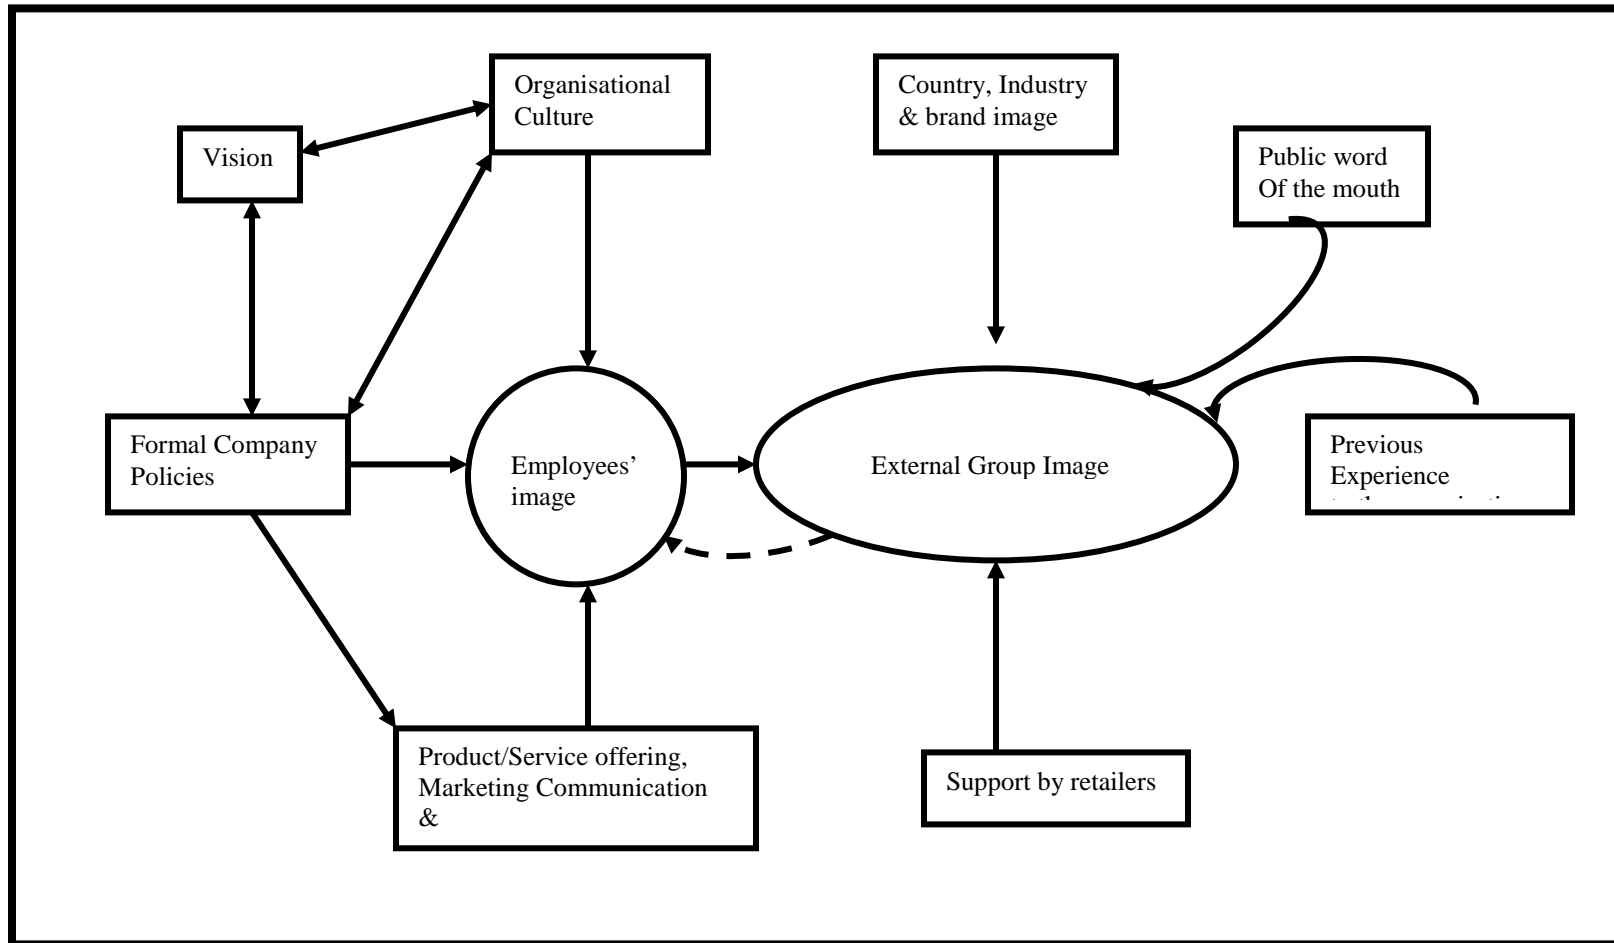 Organisational
Culture
Country, Industry
& brand image
Vision
Public word
Of the mouth
Formal Company
Policies
Employees’
image
External Group Image
Previous
Experience
Product/Service offering,
Marketing Communication
&
Support by retailers